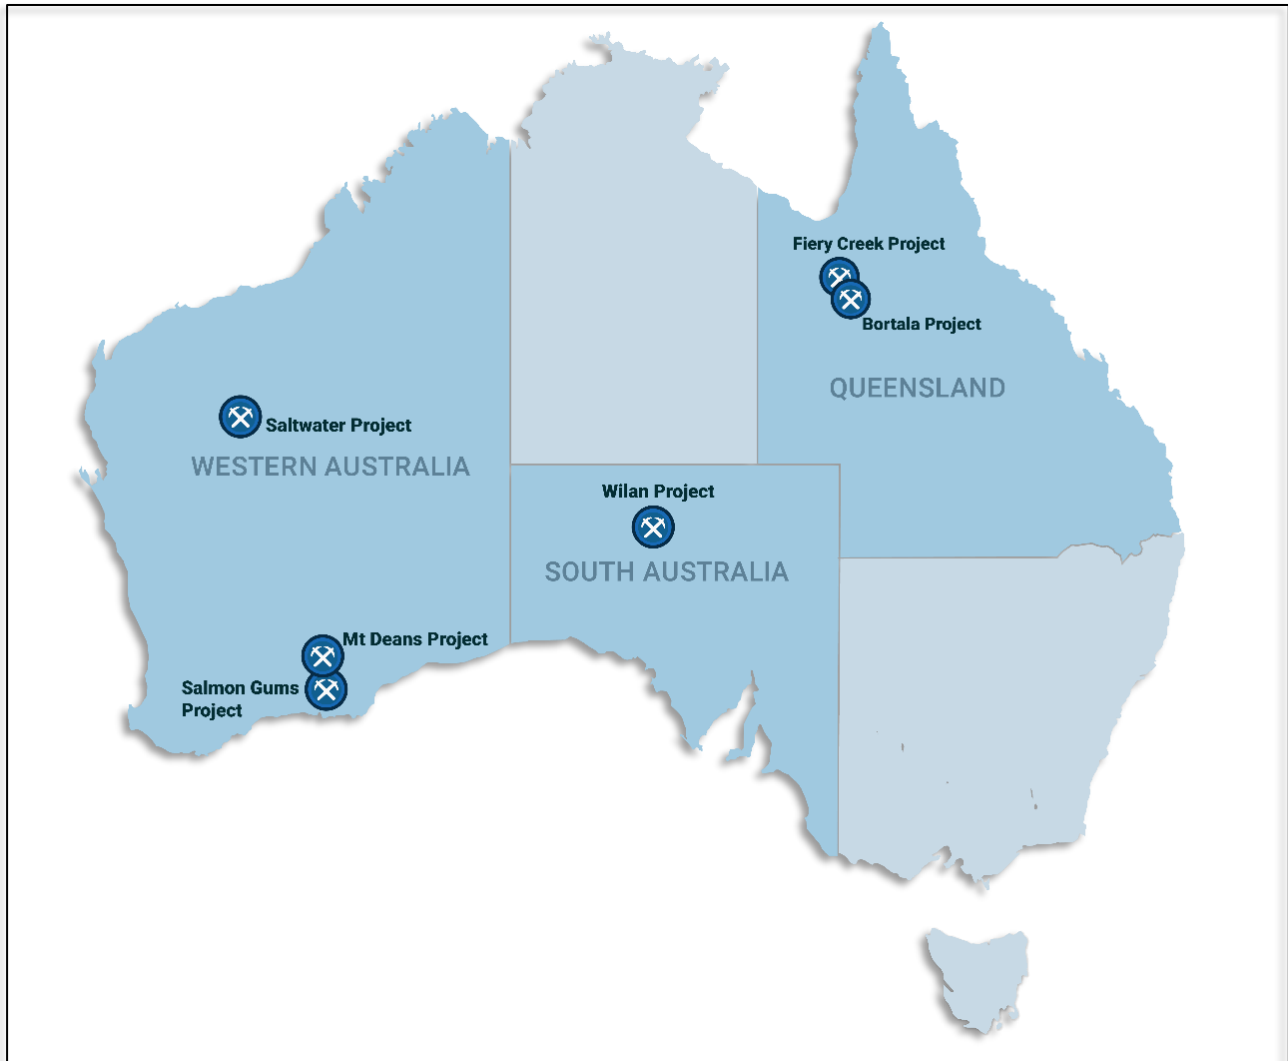 Fiery Creek Project
Bortala Project
QUEENSLAND
Saltwater Project
WESTERN AUSTRALIA
Wilan Project
SOUTH AUSTRALIA
Mt Deans Project
Salmon Gums
Project